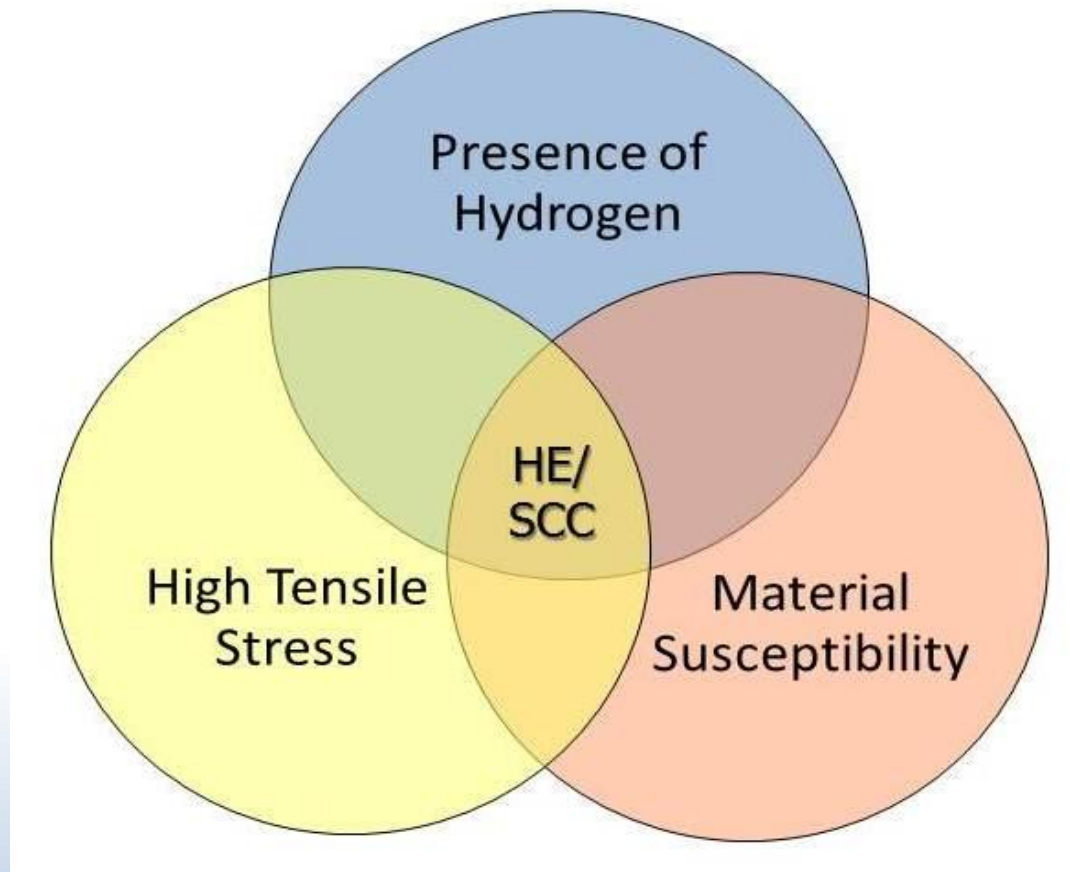 Presence of
Hydrogen
HE/
SCC
High Tensile
Stress
Material
Susceptibility